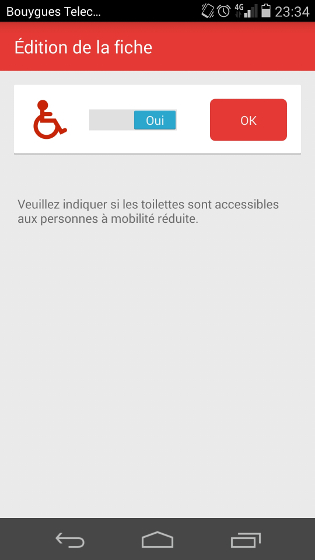 Bouygues Telec... 4G 23:34
Édition de la fiche
Oui OK
Veuillez indiquer si les toilettes sont accessibles
aux personnes à mobilité réduite.